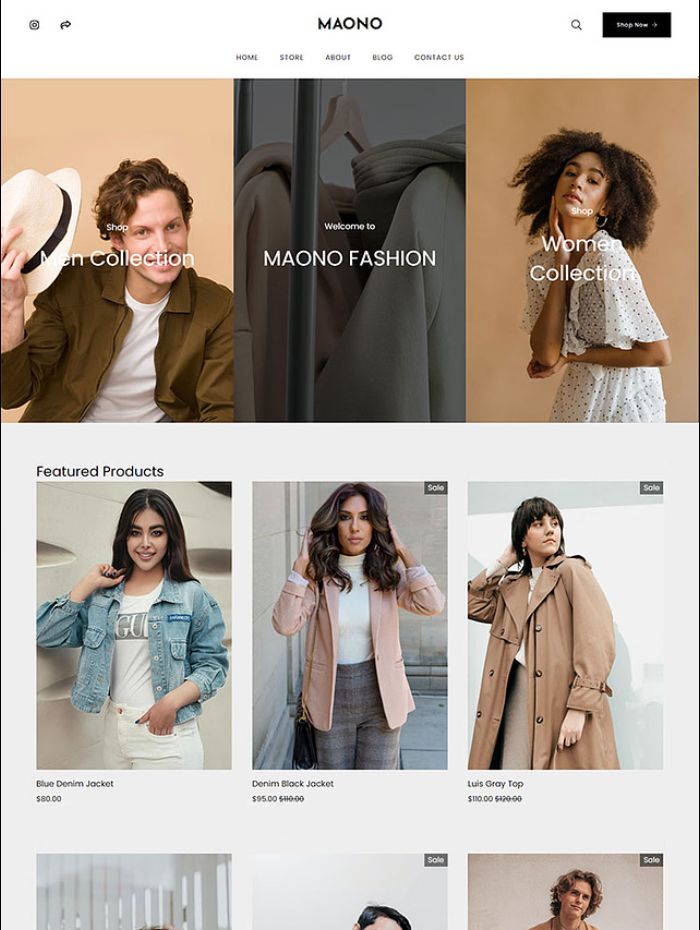 MAONO
Shop Now →
HOME STORE ABOUT BLOG CONTACT US
Shop
Men Collection
Welcome to
MAONO FASHION
Shop
Women
Collection
Featured Products
Sale
Sale
GU
Blue Denim Jacket
$80.00
Denim Black Jacket
$95.00 $110.00
Luis Gray Top
$110.00 $120.00
Sale
Sale